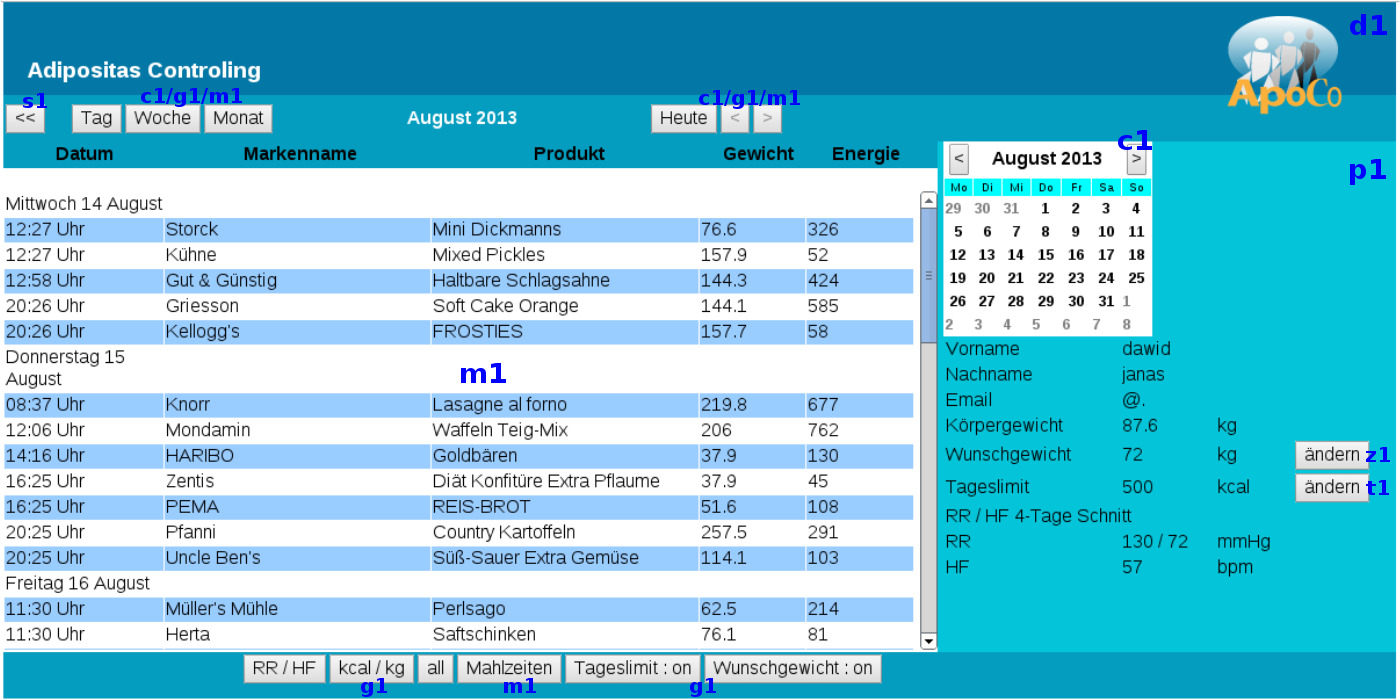 d1
Adipositas Controling
ApoCo
s1 c1/g1/m1 c1/g1/m1
<< Tag Woche Monat August 2013 Heute < >
Datum Markenname Produkt Gewicht Energie
Mittwoch 14 August
12:27 Uhr Storck Mini Dickmanns 76.6 326
12:27 Uhr Kühne Mixed Pickles 157.9 52
12:58 Uhr Gut & Günstig Haltbare Schlagsahne 144.3 424
20:26 Uhr Griesson Soft Cake Orange 144.1 585
20:26 Uhr Kellogg's FROSTIES 157.7 58
Donnerstag 15
August
m1
08:37 Uhr Knorr Lasagne al forno 219.8 677
12:06 Uhr Mondamin Waffeln Teig-Mix 206 762
14:16 Uhr HARIBO Goldbären 37.9 130
16:25 Uhr Zentis Diät Konfitüre Extra Pflaume 37.9 45
16:25 Uhr PEMA REIS-BROT 51.6 108
20:25 Uhr Pfanni Country Kartoffeln 257.5 291
20:25 Uhr Uncle Ben's Süß-Sauer Extra Gemüse 114.1 103
Freitag 16 August
11:30 Uhr Müller's Mühle Perlsago 62.5 214
11:30 Uhr Herta Saftschinken 76.1 81
c1
p1
< August 2013 >
Mo Di Mi Do Fr Sa So
29 30 31 1 2 3 4
5 6 7 8 9 10 11
12 13 14 15 16 17 18
19 20 21 22 23 24 25
26 27 28 29 30 31 1
2 3 4 5 6 7 8
Vorname dawid
Nachname janas
Email @.
Körpergewicht 87.6 kg
Wunschgewicht 72 kg ändern z1
Tageslimit 500 kcal ändern t1
RR / HF 4-Tage Schnitt
RR 130 / 72 mmHg
HF 57 bpm
RR / HF kcal / kg all Mahlzeiten Tageslimit : on Wunschgewicht : on
g1 m1 g1